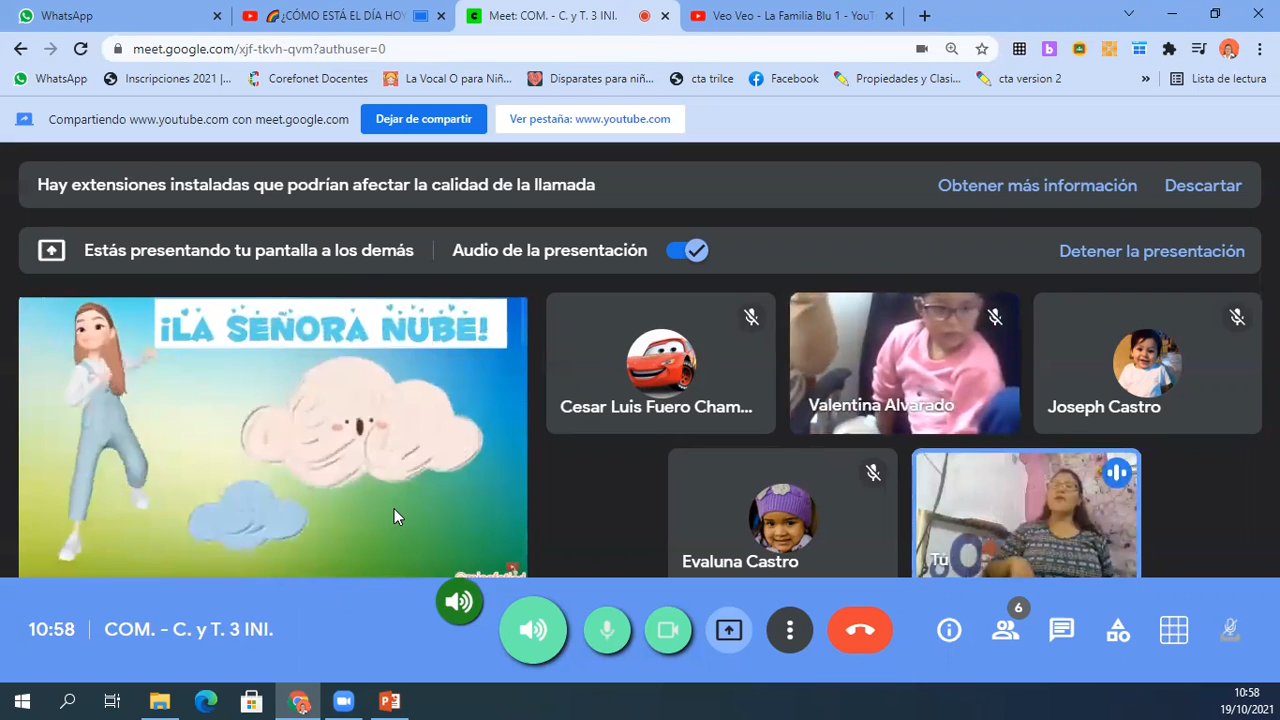 WhatsApp
¿CÓMO ESTÁ EL DÍA HOY
Meet: COM. - C. y T. 3 INI.
Veo Veo - La Familia Blu 1 - YouT
meet.google.com/xjf-tkvh-qvm?authuser=0
WhatsApp
Inscripciones 2021 |...
Corefonet Docentes
La Vocal O para Niñ...
Disparates para niñ...
cta trilce
Facebook
Propiedades y Clasi...
cta version 2
»
Lista de lectura
Compartiendo www.youtube.com con meet.google.com
Dejar de compartir
Ver pestaña: www.youtube.com
Hay extensiones instaladas que podrían afectar la calidad de la llamada
Obtener más información
Descartar
Estás presentando tu pantalla a los demás
Audio de la presentación
Detener la presentación
¡LA SEÑORA NUBE!
Cesar Luis Fuero Cham...
Valentina Alvarado
Joseph Castro
Evaluna Castro
Tú
10:58
COM. - C. y T. 3 INI.
6
10:58
19/10/2021